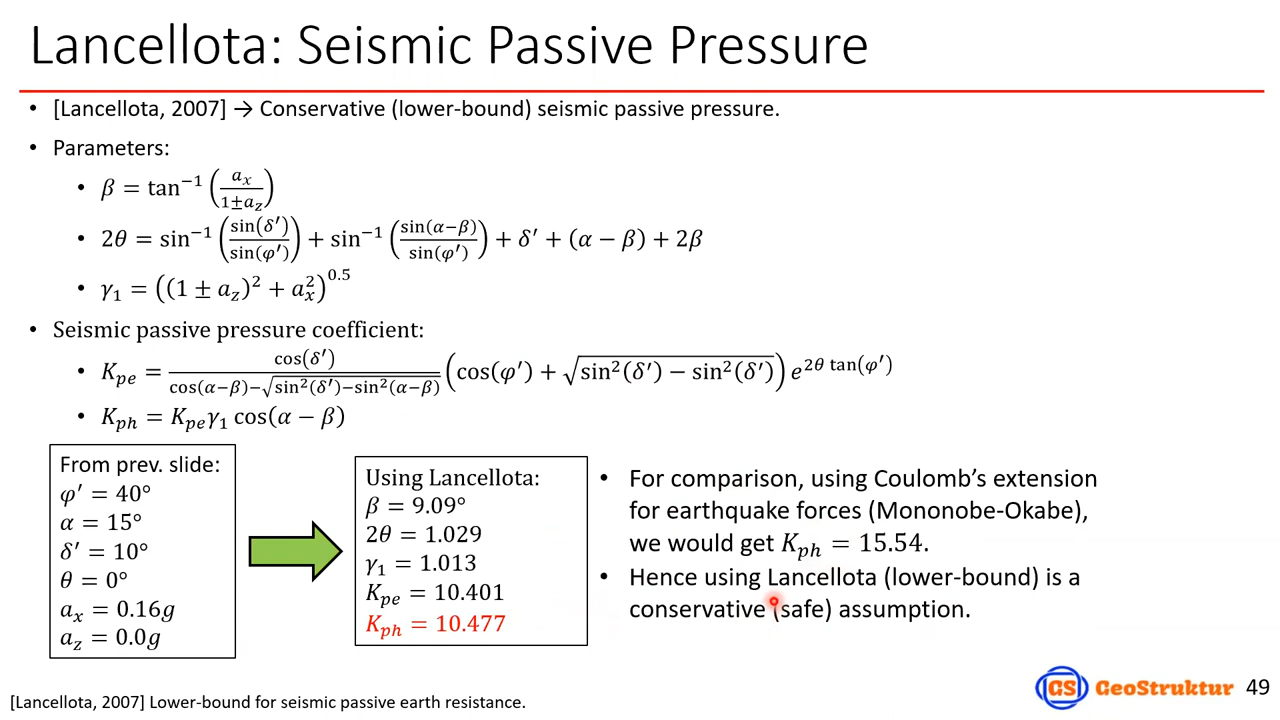 Lancellota: Seismic Passive Pressure
• [Lancellota, 2007] → Conservative (lower-bound) seismic passive pressure.
• Parameters:
• β = tan⁻¹ (aₓ / (1±a_z))
• 2θ = sin⁻¹ (sin(δ′) / sin(φ′)) + sin⁻¹ (sin(α−β) / sin(φ′)) + δ′ + (α − β) + 2β
• γ₁ = ((1 ± a_z)² + aₓ²)^0.5
• Seismic passive pressure coefficient:
• K_pe = cos(δ′) / (cos(α−β)−√(sin²(δ′)−sin²(α−β))) (cos(φ′) + √(sin²(δ′) − sin²(δ′))) e^(2θ tan(φ′))
• K_ph = K_pe γ₁ cos(α − β)
From prev. slide:
φ′ = 40°
α = 15°
δ′ = 10°
θ = 0°
aₓ = 0.16g
a_z = 0.0g
Using Lancellota:
β = 9.09°
2θ = 1.029
γ₁ = 1.013
K_pe = 10.401
K_ph = 10.477
• For comparison, using Coulomb’s extension
for earthquake forces (Mononobe-Okabe),
we would get K_ph = 15.54.
• Hence using Lancellota (lower-bound) is a
conservative (safe) assumption.
[Lancellota, 2007] Lower-bound for seismic passive earth resistance.
GS GeoStruktur 49